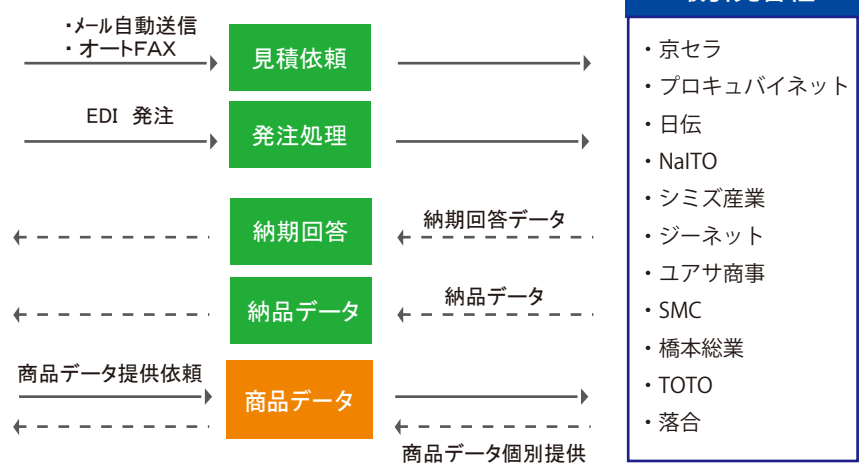 ・メール自動送信
・オートFAX
見積依頼
EDI 発注
発注処理
納期回答
納期回答データ
納品データ
納品データ
商品データ提供依頼
商品データ
商品データ個別提供
・京セラ
・プロキュバイネット
・日伝
・NaITO
・シミズ産業
・ジーネット
・ユアサ商事
・SMC
・橋本総業
・TOTO
・落合